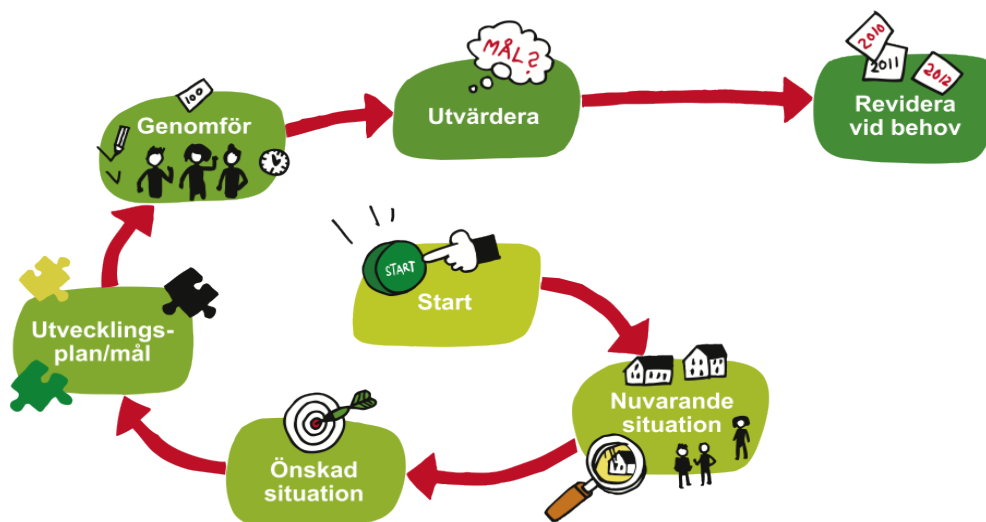 START
Start
Nuvarande
situation
Önskad
situation
Utvecklings-
plan/mål
100
Genomför
MÅL?
Utvärdera
2010
2011
2012
Revidera
vid behov